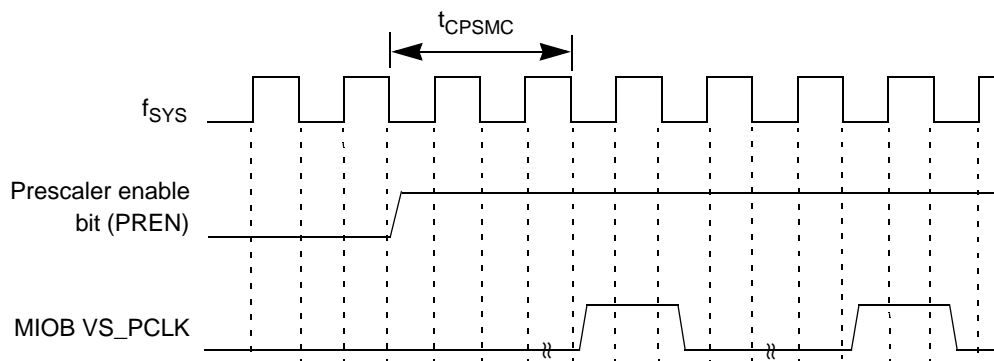 tCPSMC
fSYS
Prescaler enable
bit (PREN)
MIOB VS_PCLK